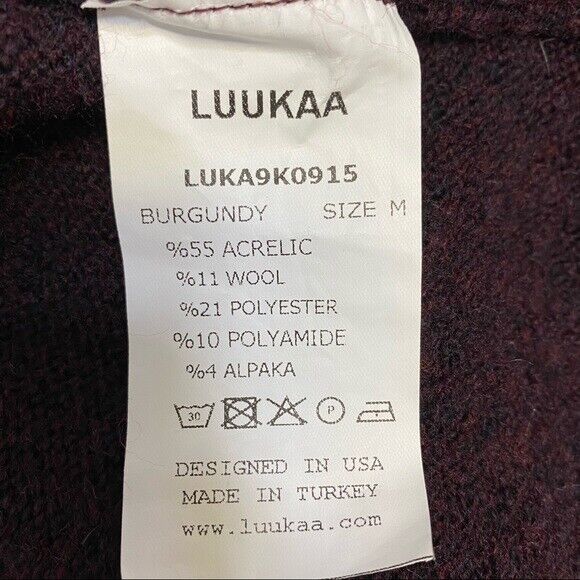 LUUKAA
LUKA9K0915
BURGUNDY SIZE M
%55 ACRELIC
%11 WOOL
%21 POLYESTER
%10 POLYAMIDE
%4 ALPAKA
30 P
DESIGNED IN USA
MADE IN TURKEY
www.luukaa.com